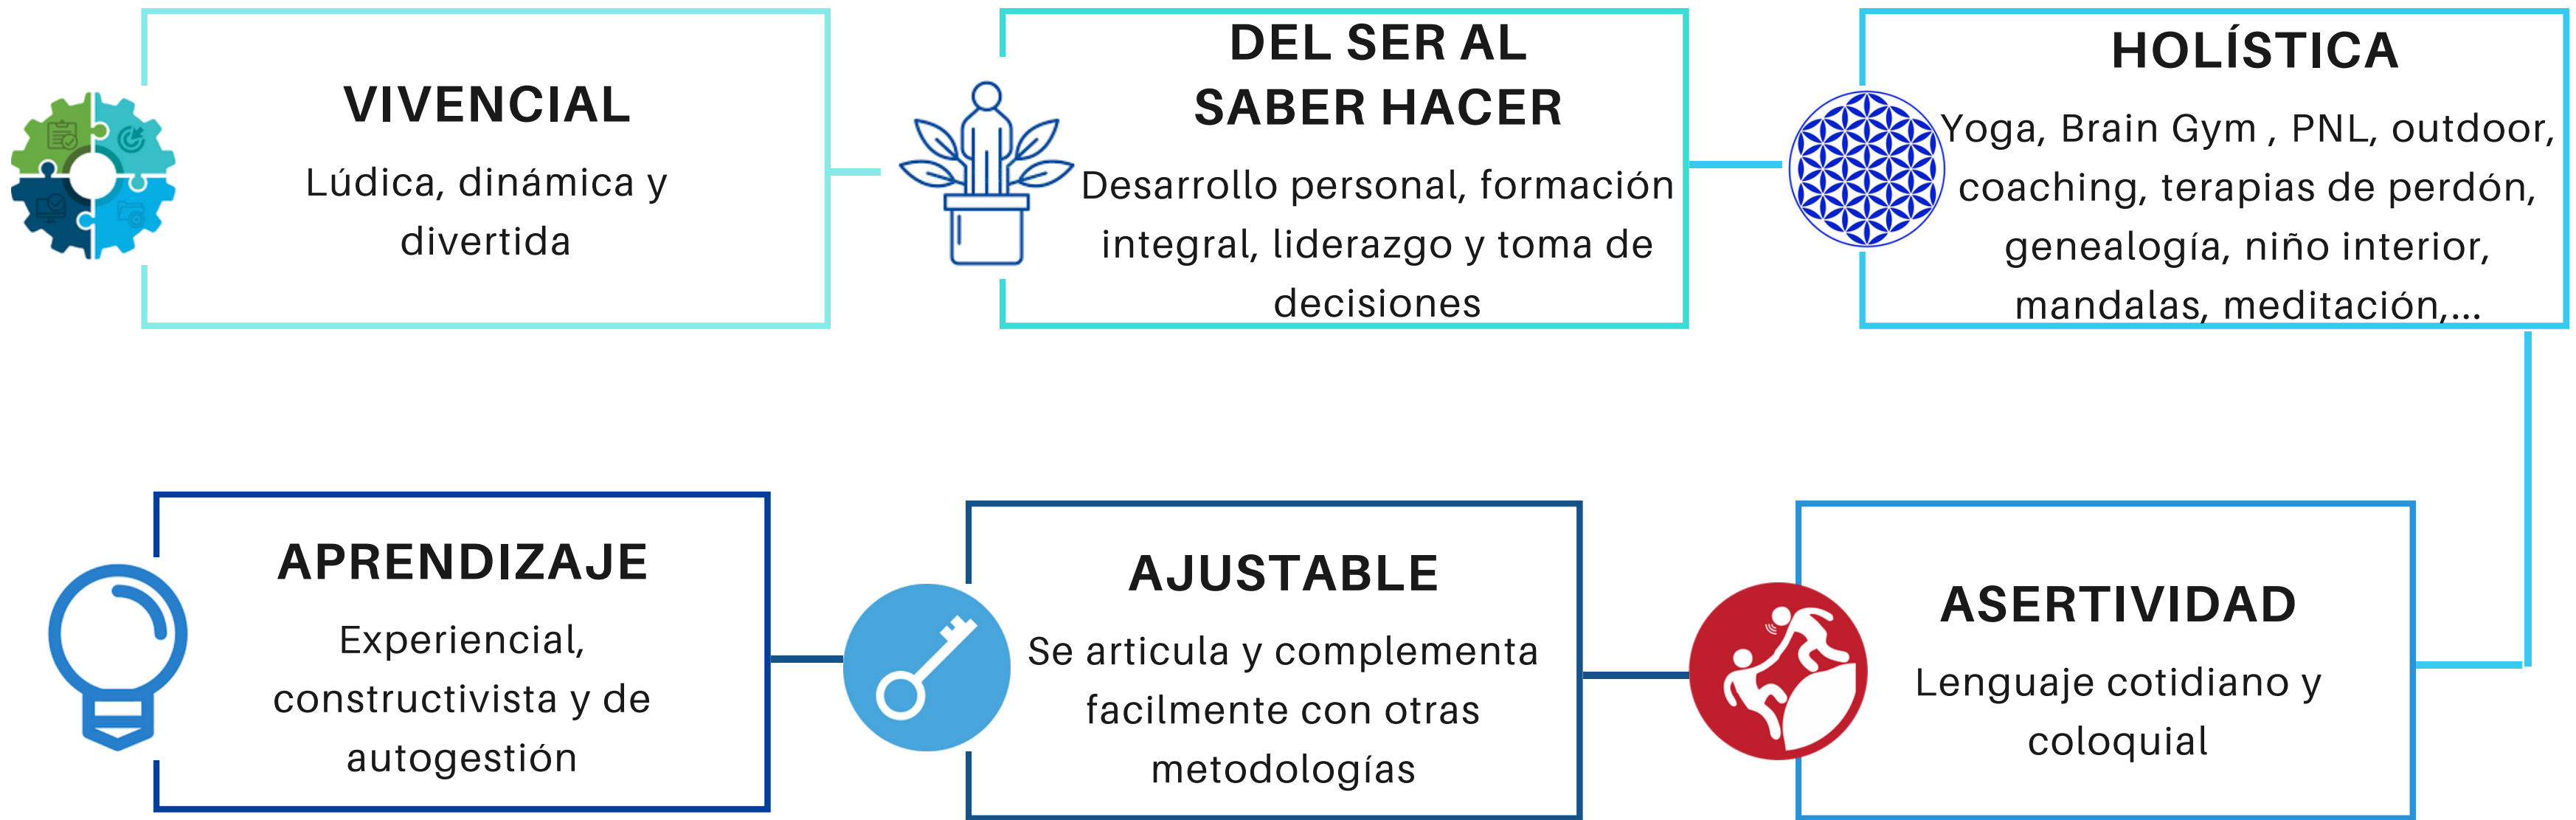 VIVENCIAL
Lúdica, dinámica y
divertida
DEL SER AL
SABER HACER
Desarrollo personal, formación
integral, liderazgo y toma de
decisiones
HOLÍSTICA
Yoga, Brain Gym , PNL, outdoor,
coaching, terapias de perdón,
genealogía, niño interior,
mandalas, meditación,...
APRENDIZAJE
Experiencial,
constructivista y de
autogestión
AJUSTABLE
Se articula y complementa
facilmente con otras
metodologías
ASERTIVIDAD
Lenguaje cotidiano y
coloquial